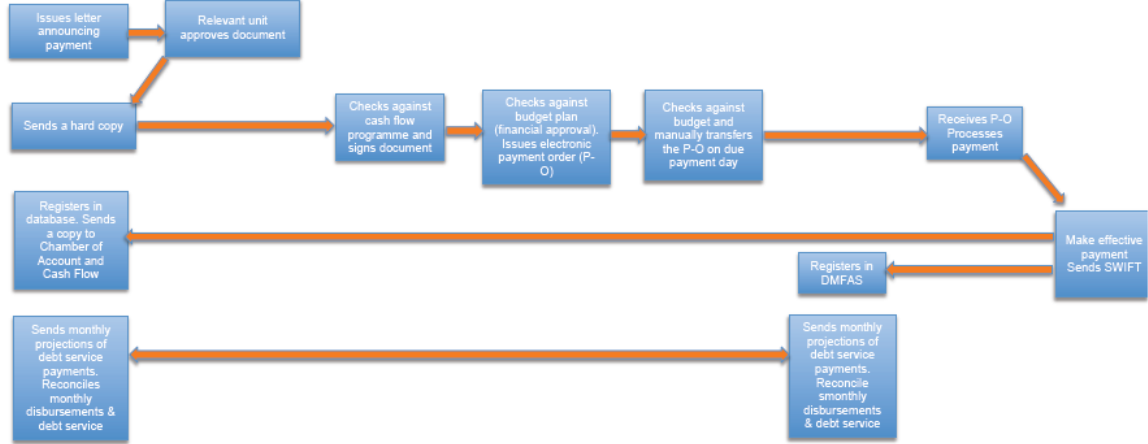 Issues letter
announcing
payment
Relevant unit
approves document
Sends a hard copy
Checks against
cash flow
programme and
signs document
Checks against
budget plan
(financial approval).
Issues electronic
payment order (P-
O)
Checks against
budget and
manually transfers
the P-O on due
payment day
Receives P-O
Processes
payment
Registers in
database. Sends
a copy to
Chamber of
Account and
Cash Flow
Make effective
payment
Sends SWIFT
Registers in
DMFAS
Sends monthly
projections of
debt service
payments.
Reconciles
monthly
disbursements &
debt service
Sends monthly
projections of
debt service
payments.
Reconcile
smonthly
disbursements
& debt service